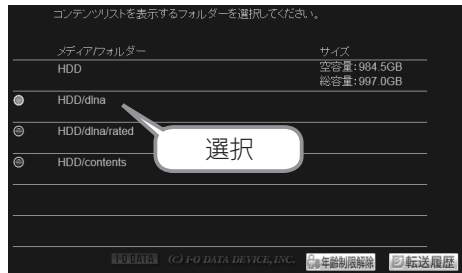 コンテンツリストを表示するフォルダーを選択してください。
メディア/フォルダー サイズ
HDD 空容量:984.5GB
総容量:997.0GB
HDD/dlna
HDD/dlna/rated
選択
HDD/contents
I-O DATA (C) I-O DATA DEVICE, INC. 年齢制限解除 転送履歴